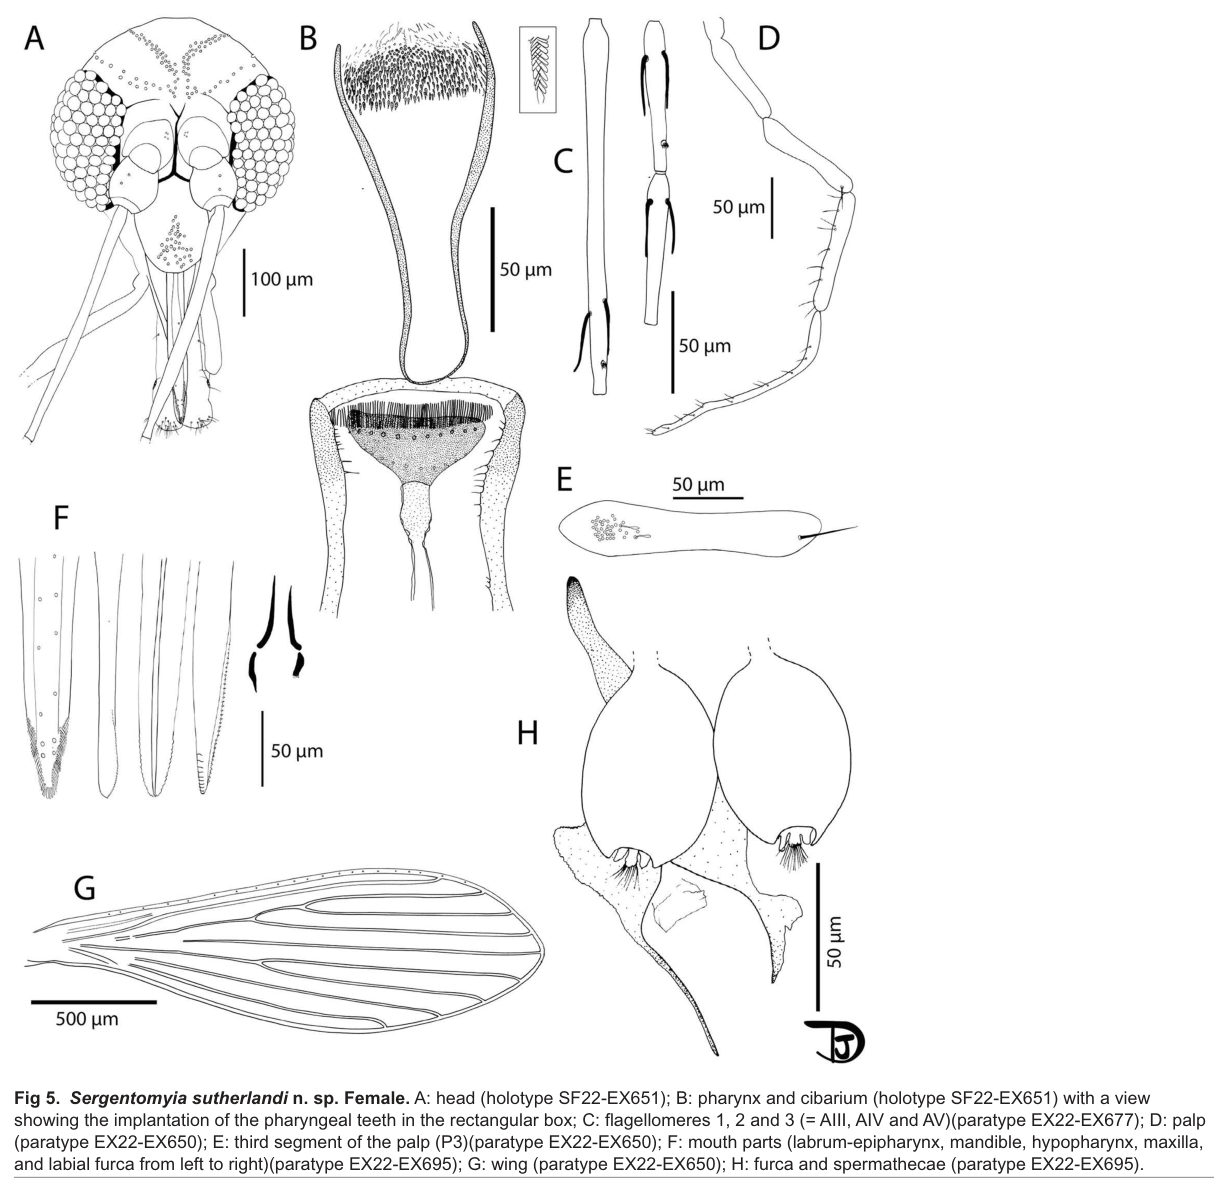 A
B
D
C
50 µm
100 µm
50 µm
50 µm
E
50 µm
F
50 µm
H
G
500 µm
50 µm
Fig 5. Sergentomyia sutherlandi n. sp. Female. A: head (holotype SF22-EX651); B: pharynx and cibarium (holotype SF22-EX651) with a view
showing the implantation of the pharyngeal teeth in the rectangular box; C: flagellomeres 1, 2 and 3 (= AIII, AIV and AV)(paratype EX22-EX677); D: palp
(paratype EX22-EX650); E: third segment of the palp (P3)(paratype EX22-EX650); F: mouth parts (labrum-epipharynx, mandible, hypopharynx, maxilla,
and labial furca from left to right)(paratype EX22-EX695); G: wing (paratype EX22-EX650); H: furca and spermathecae (paratype EX22-EX695).